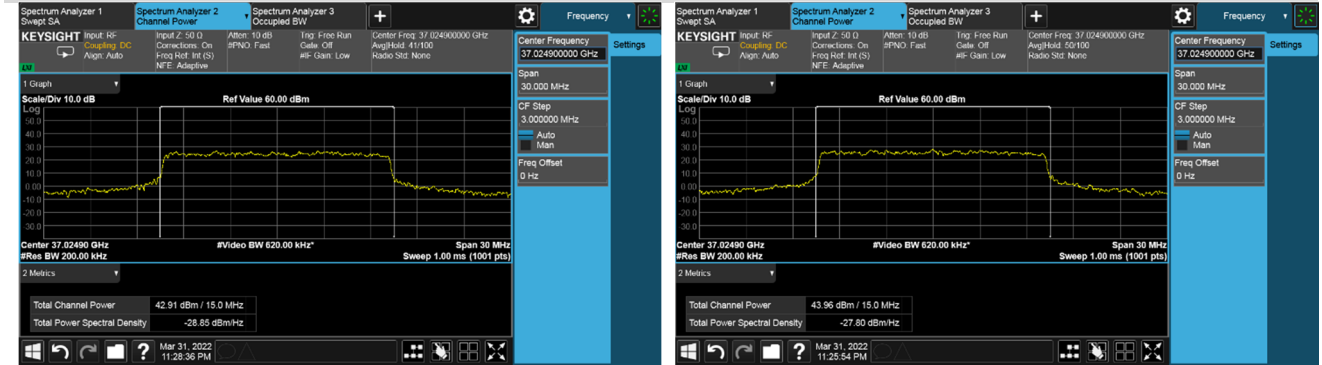 Spectrum Analyzer 1
Swept SA
Spectrum Analyzer 2
Channel Power
Spectrum Analyzer 3
Occupied BW
+
Frequency
KEYSIGHT
Input: RF
Coupling: DC
Align: Auto
Input Z: 50 Ω
Corrections: On
Freq Ref: Int (S)
NFE: Adaptive
Atten: 10 dB
#PNO: Fast
Trig: Free Run
Gate: Off
#IF Gain: Low
Center Freq: 37.024900000 GHz
Avg|Hold: 41/100
Radio Std: None
1 Graph
Scale/Div 10.0 dB
Ref Value 60.00 dBm
Log
50.0
40.0
30.0
20.0
10.0
0.00
-10.0
-20.0
-30.0
Center 37.02490 GHz
#Video BW 620.00 kHz*
Span 30 MHz
#Res BW 200.00 kHz
Sweep 1.00 ms (1001 pts)
2 Metrics
Total Channel Power 42.91 dBm / 15.0 MHz
Total Power Spectral Density -28.85 dBm/Hz
?
Mar 31, 2022
11:28:36 PM
Center Frequency
37.024900000 GHz
Settings
Span
30.000 MHz
CF Step
3.000000 MHz
Auto
Man
Freq Offset
0 Hz
Spectrum Analyzer 1
Swept SA
Spectrum Analyzer 2
Channel Power
Spectrum Analyzer 3
Occupied BW
+
Frequency
KEYSIGHT
Input: RF
Coupling: DC
Align: Auto
Input Z: 50 Ω
Corrections: On
Freq Ref: Int (S)
NFE: Adaptive
Atten: 10 dB
#PNO: Fast
Trig: Free Run
Gate: Off
#IF Gain: Low
Center Freq: 37.024900000 GHz
Avg|Hold: 50/100
Radio Std: None
1 Graph
Scale/Div 10.0 dB
Ref Value 60.00 dBm
Log
50.0
40.0
30.0
20.0
10.0
0.00
-10.0
-20.0
-30.0
Center 37.02490 GHz
#Video BW 620.00 kHz*
Span 30 MHz
#Res BW 200.00 kHz
Sweep 1.00 ms (1001 pts)
2 Metrics
Total Channel Power 43.96 dBm / 15.0 MHz
Total Power Spectral Density -27.80 dBm/Hz
?
Mar 31, 2022
11:25:54 PM
Center Frequency
37.024900000 GHz
Settings
Span
30.000 MHz
CF Step
3.000000 MHz
Auto
Man
Freq Offset
0 Hz